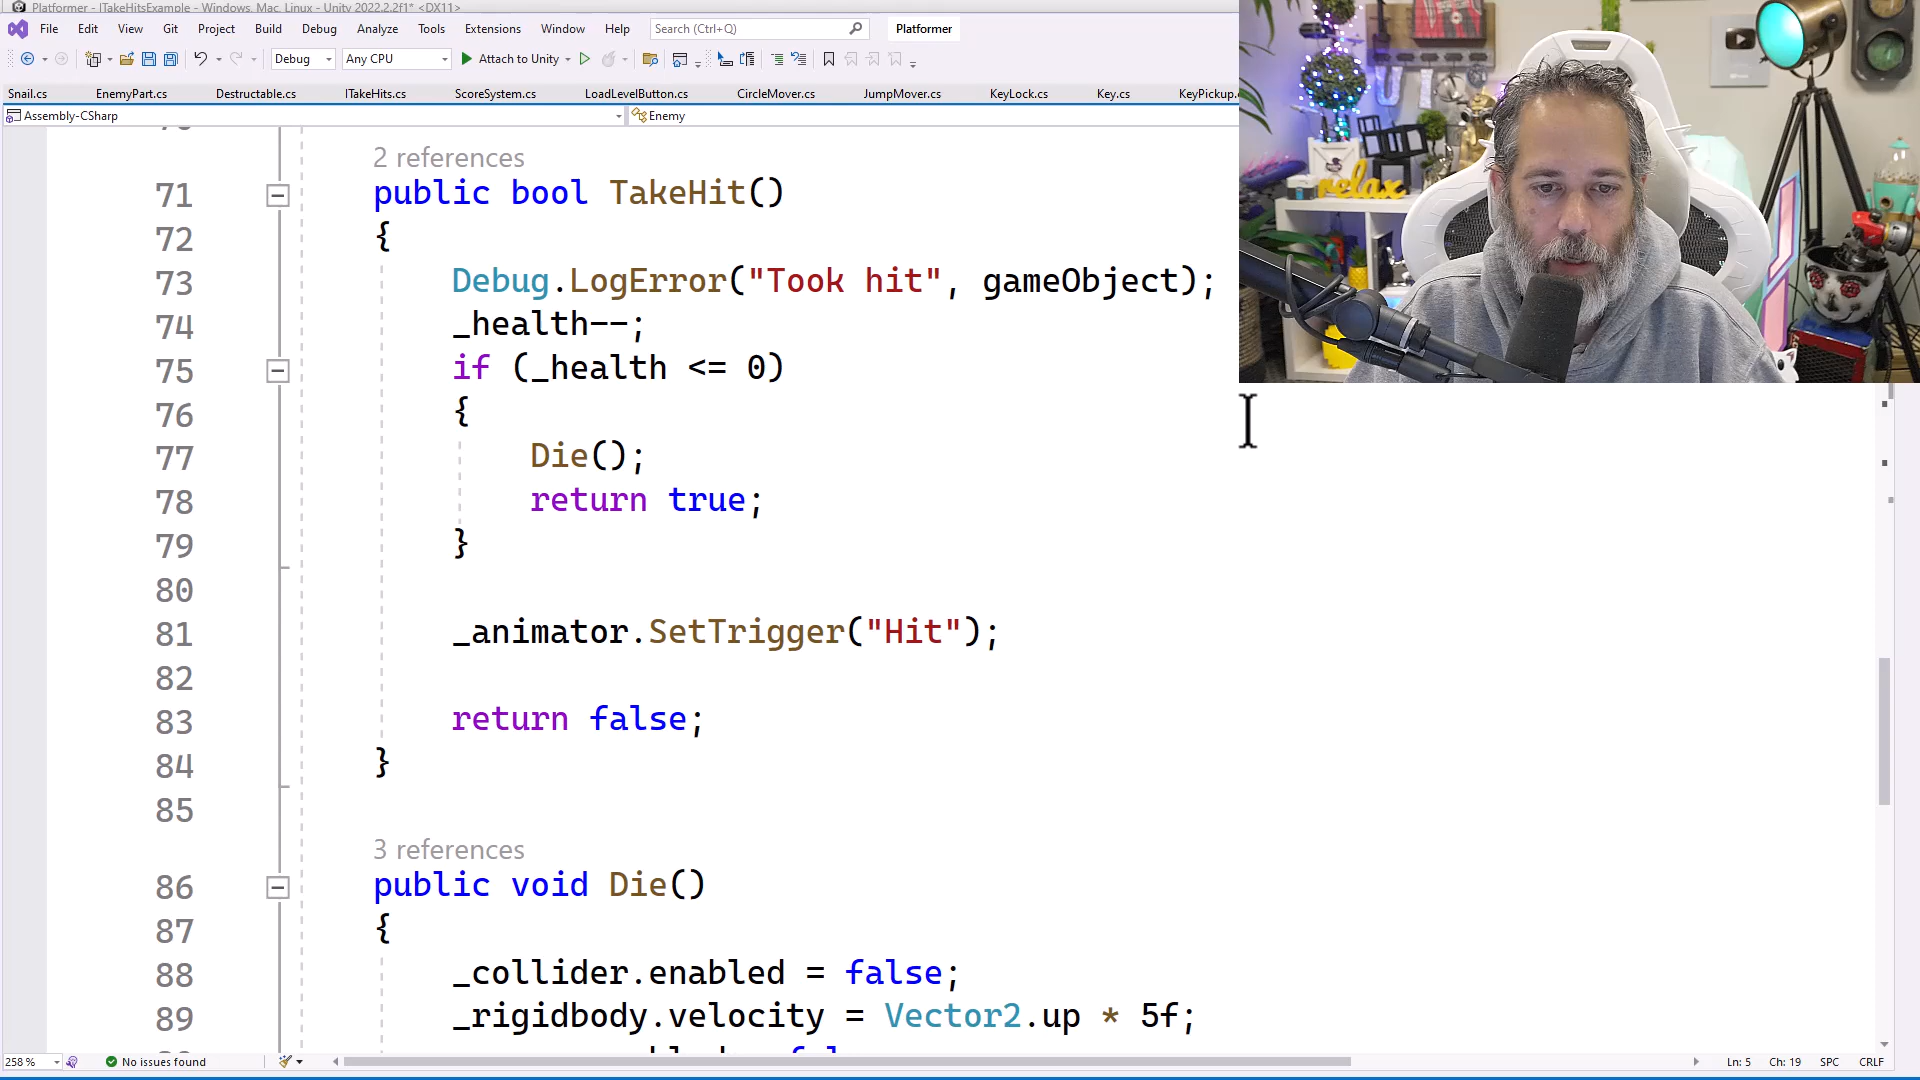 Platformer - ITakeHitsExample - Windows, Mac, Linux - Unity 2022.2.2f1* <DX11>
File Edit View Git Project Build Debug Analyze Tools Extensions Window Help Search (Ctrl+Q) Platformer
Debug Any CPU Attach to Unity
Snail.cs EnemyPart.cs Destructable.cs ITakeHits.cs ScoreSystem.cs LoadLevelButton.cs CircleMover.cs JumpMover.cs KeyLock.cs Key.cs KeyPickup.
Assembly-CSharp Enemy
2 references
71 public bool TakeHit()
72 {
73 Debug.LogError("Took hit", gameObject);
74 _health--;
75 if (_health <= 0)
76 {
77 Die();
78 return true;
79 }
80
81 _animator.SetTrigger("Hit");
82
83 return false;
84 }
85
3 references
86 public void Die()
87 {
88 _collider.enabled = false;
89 _rigidbody.velocity = Vector2.up * 5f;
258 % No issues found Ln: 5 Ch: 19 SPC CRLF
relax